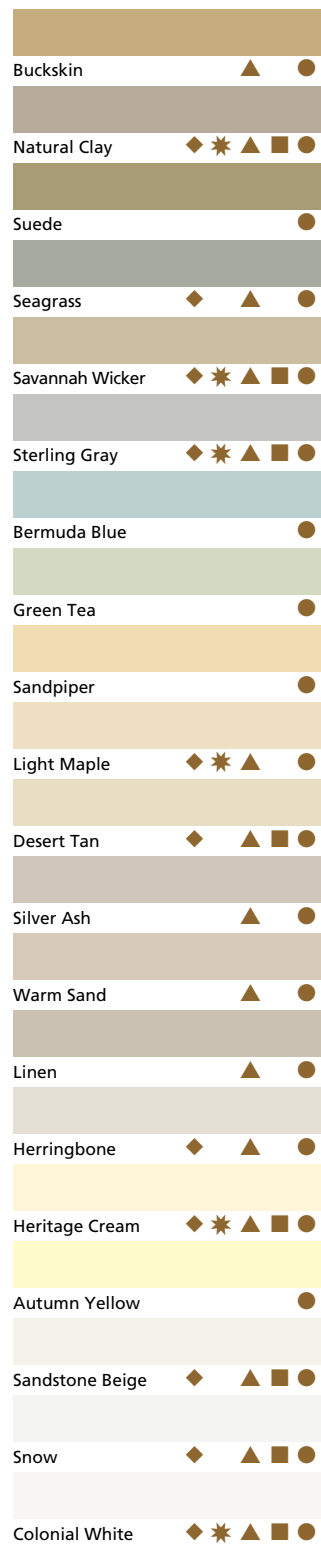 Buckskin
Natural Clay
Suede
Seagrass
Savannah Wicker
Sterling Gray
Bermuda Blue
Green Tea
Sandpiper
Light Maple
Desert Tan
Silver Ash
Warm Sand
Linen
Herringbone
Heritage Cream
Autumn Yellow
Sandstone Beige
Snow
Colonial White